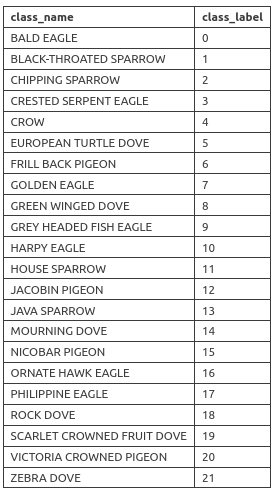 class_name class_label
BALD EAGLE 0
BLACK-THROATED SPARROW 1
CHIPPING SPARROW 2
CRESTED SERPENT EAGLE 3
CROW 4
EUROPEAN TURTLE DOVE 5
FRILL BACK PIGEON 6
GOLDEN EAGLE 7
GREEN WINGED DOVE 8
GREY HEADED FISH EAGLE 9
HARPY EAGLE 10
HOUSE SPARROW 11
JACOBIN PIGEON 12
JAVA SPARROW 13
MOURNING DOVE 14
NICOBAR PIGEON 15
ORNATE HAWK EAGLE 16
PHILIPPINE EAGLE 17
ROCK DOVE 18
SCARLET CROWNED FRUIT DOVE 19
VICTORIA CROWNED PIGEON 20
ZEBRA DOVE 21